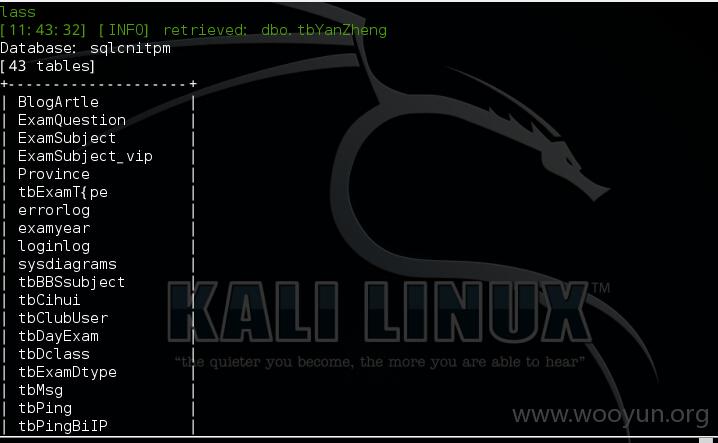 lass
[11:43:32] [INFO] retrieved: dbo.tbYanZheng
Database: sqlcnitpm
[43 tables]
+--------------------+
| BlogArtle |
| ExamQuestion |
| ExamSubject |
| ExamSubject_vip |
| Province |
| tbExamT{pe |
| errorlog |
| examyear |
| loginlog |
| sysdiagrams |
| tbBBSsubject |
| tbCihui |
| tbClubUser |
| tbDayExam |
| tbDclass |
| tbExamDtype |
| tbMsg |
| tbPing |
| tbPingBiIP |
KALI LINUX™
“the quieter you become, the more you are able to hear”
www.wooyun.org